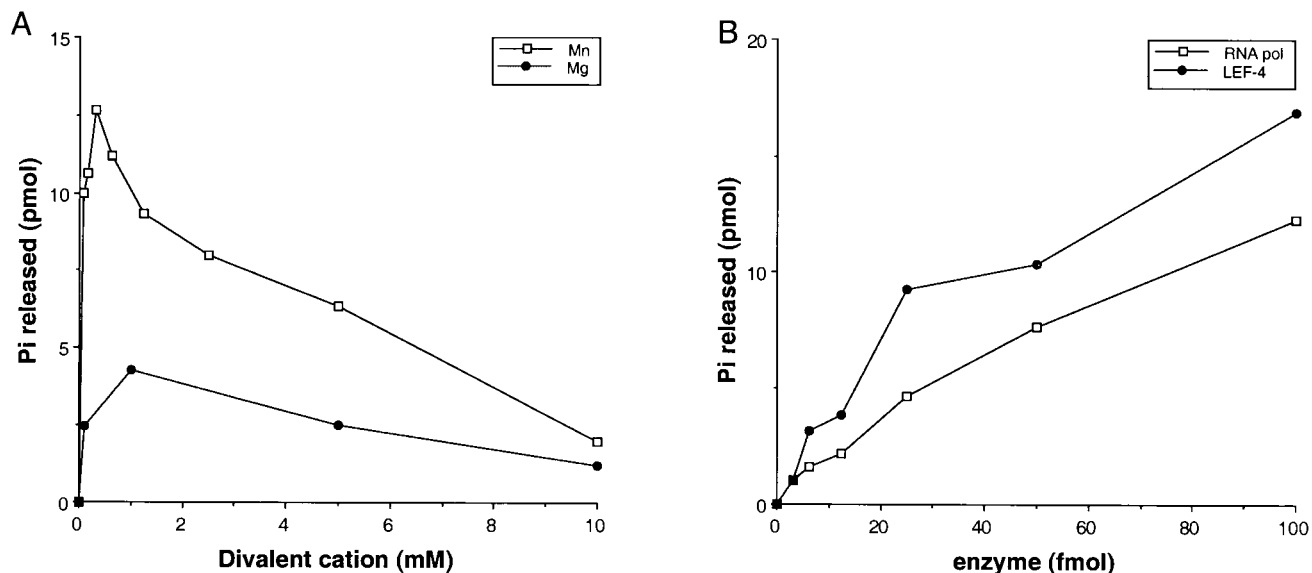 A
15
10
5
0
Pi released (pmol)
Mn
Mg
0 2 4 6 8 10
Divalent cation (mM)
B
20
10
0
Pi released (pmol)
RNA pol
LEF-4
0 20 40 60 80 100
enzyme (fmol)